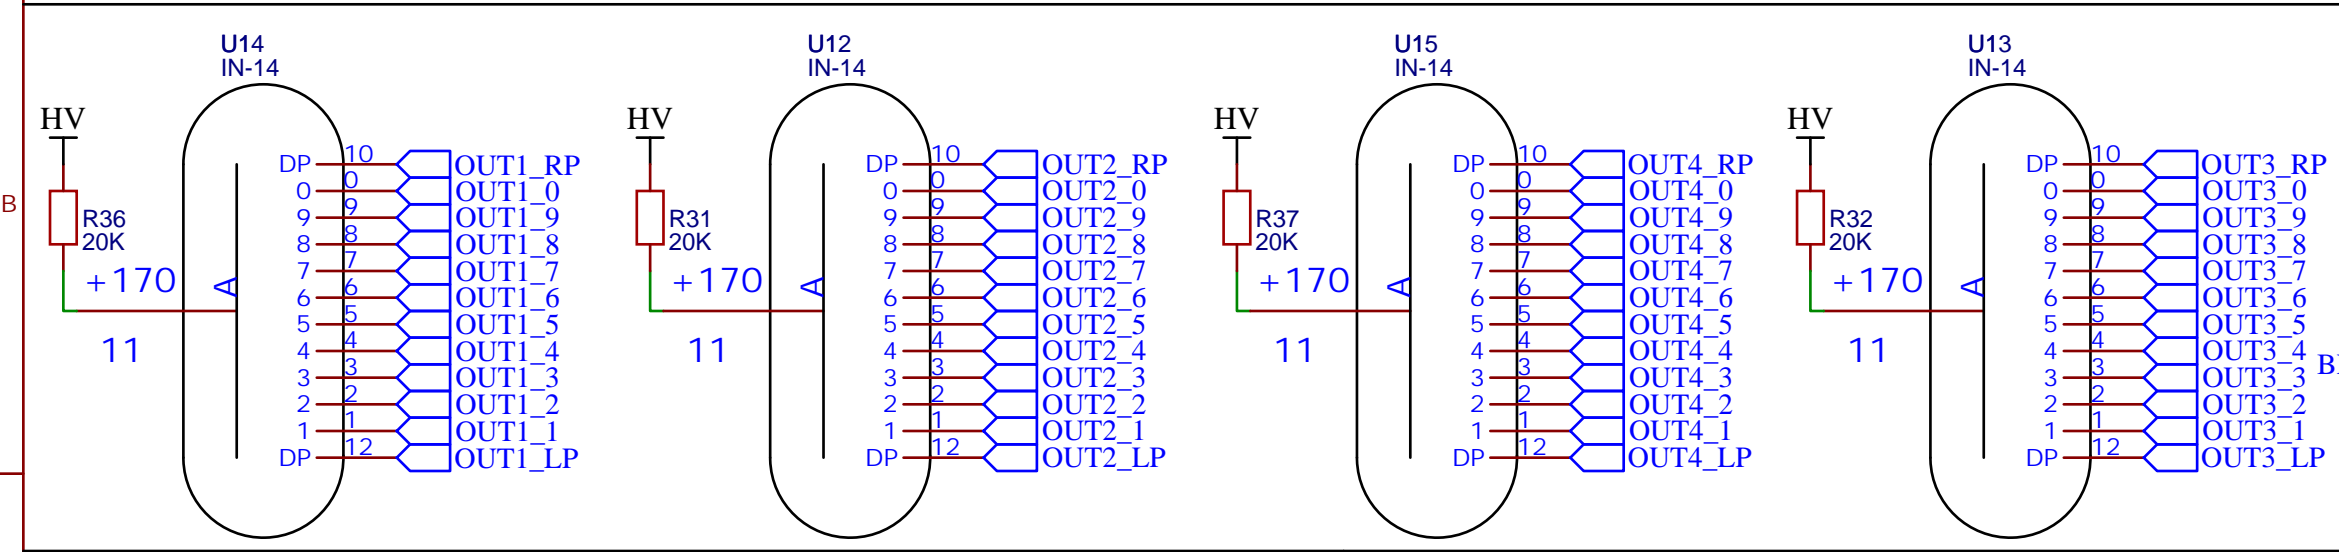 U14
IN-14
HV
R36
20K
+170
A
11
DP 10 OUT1_RP
0 0 OUT1_0
9 9 OUT1_9
8 8 OUT1_8
7 7 OUT1_7
6 6 OUT1_6
5 5 OUT1_5
4 4 OUT1_4
3 3 OUT1_3
2 2 OUT1_2
1 1 OUT1_1
DP 12 OUT1_LP
U12
IN-14
HV
R31
20K
+170
A
11
DP 10 OUT2_RP
0 0 OUT2_0
9 9 OUT2_9
8 8 OUT2_8
7 7 OUT2_7
6 6 OUT2_6
5 5 OUT2_5
4 4 OUT2_4
3 3 OUT2_3
2 2 OUT2_2
1 1 OUT2_1
DP 12 OUT2_LP
U15
IN-14
HV
R37
20K
+170
A
11
DP 10 OUT4_RP
0 0 OUT4_0
9 9 OUT4_9
8 8 OUT4_8
7 7 OUT4_7
6 6 OUT4_6
5 5 OUT4_5
4 4 OUT4_4
3 3 OUT4_3
2 2 OUT4_2
1 1 OUT4_1
DP 12 OUT4_LP
U13
IN-14
HV
R32
20K
+170
A
11
DP 10 OUT3_RP
0 0 OUT3_0
9 9 OUT3_9
8 8 OUT3_8
7 7 OUT3_7
6 6 OUT3_6
5 5 OUT3_5
4 4 OUT3_4
3 3 OUT3_3
2 2 OUT3_2
1 1 OUT3_1
DP 12 OUT3_LP
B